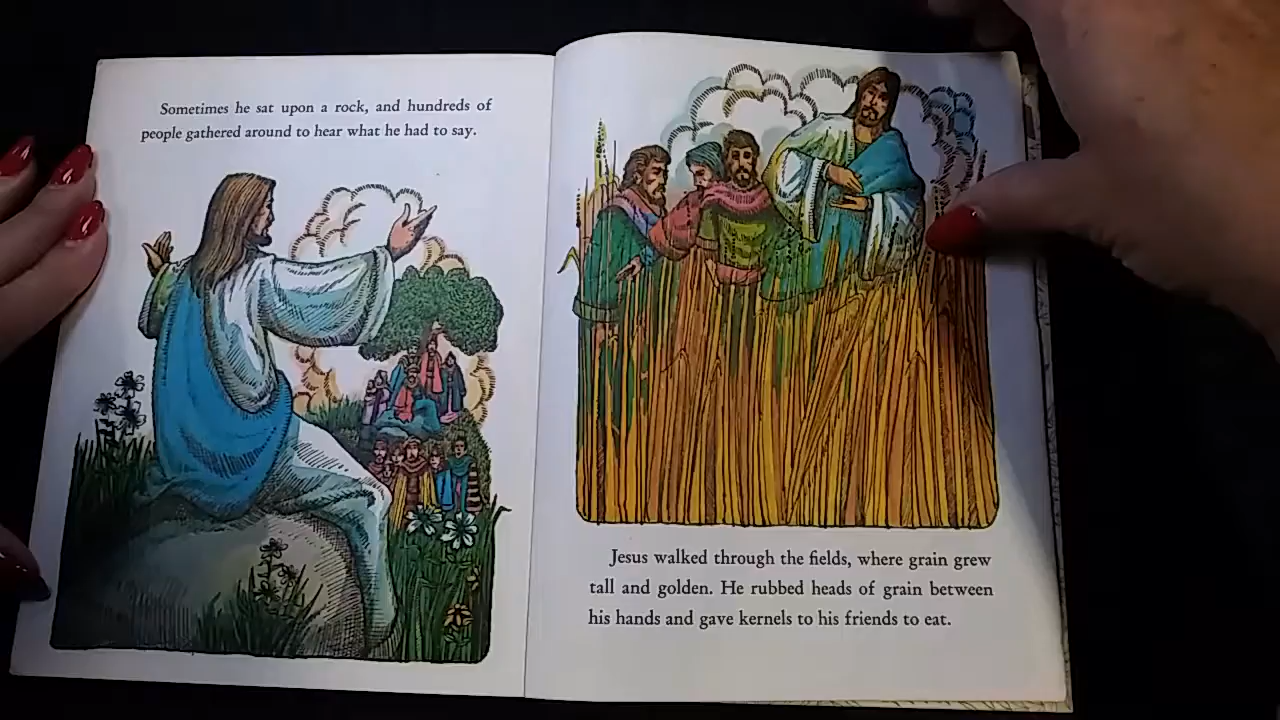 Sometimes he sat upon a rock, and hundreds of
people gathered around to hear what he had to say.
Jesus walked through the fields, where grain grew
tall and golden. He rubbed heads of grain between
his hands and gave kernels to his friends to eat.